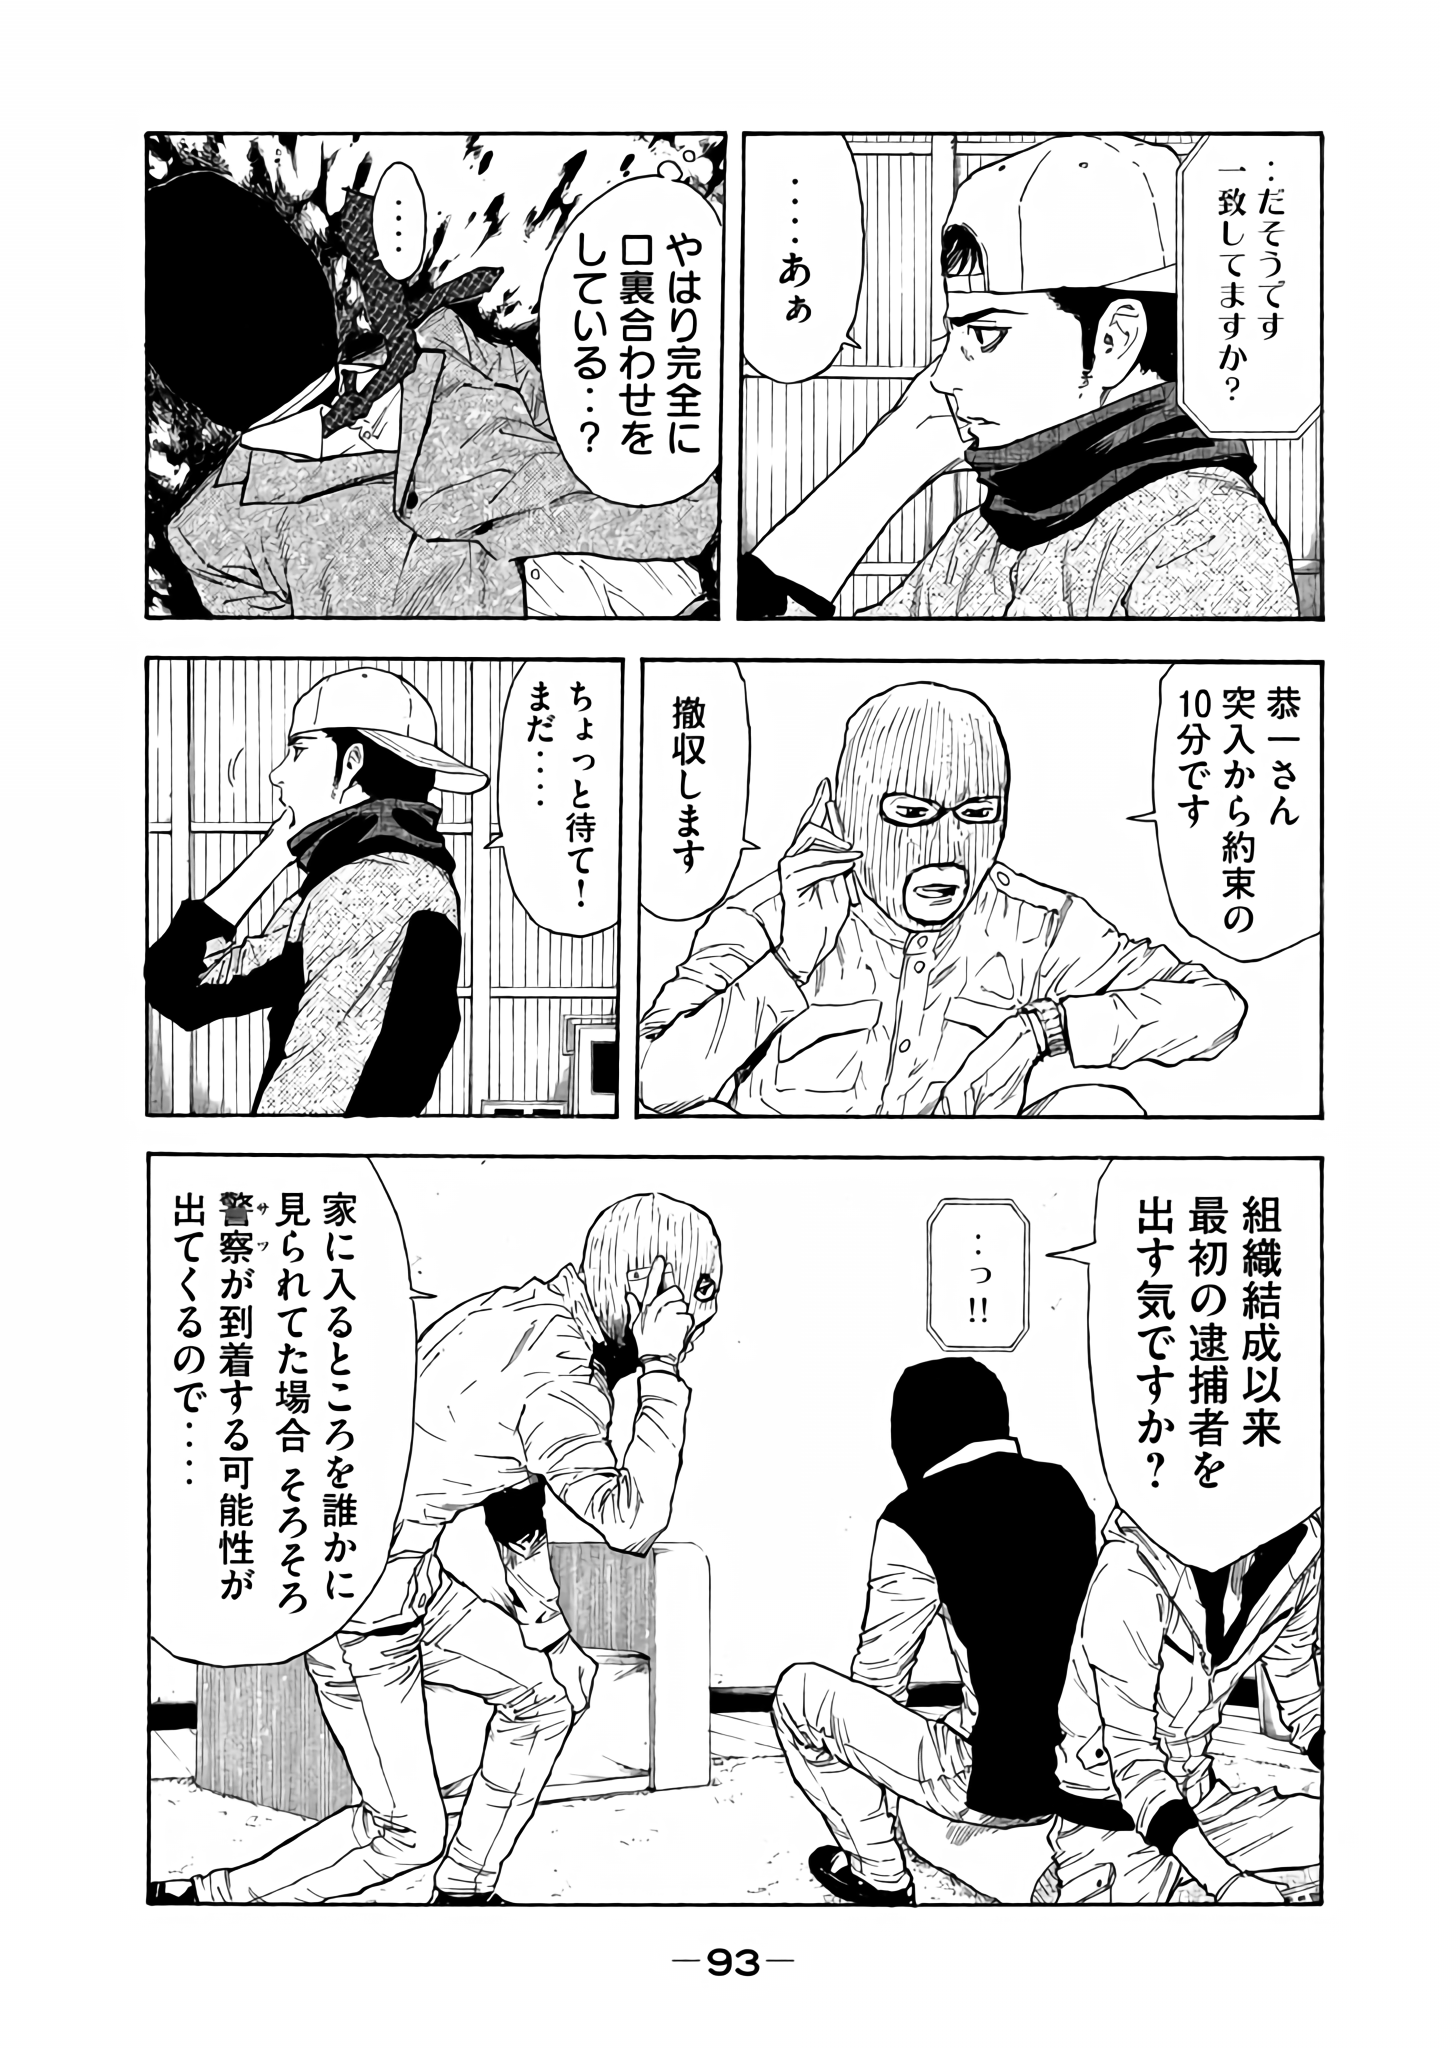 ‥だそうです
一致してますか？
‥‥あぁ
やはり完全に
口裏合わせを
している‥？
‥‥
恭一さん
突入から約束の
10分です
撤収します
ちょっと待て！
まだ‥‥
組織結成以来
最初の逮捕者を
出す気ですか？
‥っ!!
家に入るところを誰かに
見られてた場合 そろそろ
警察が到着する可能性が
サツ
出てくるので‥‥
―93―